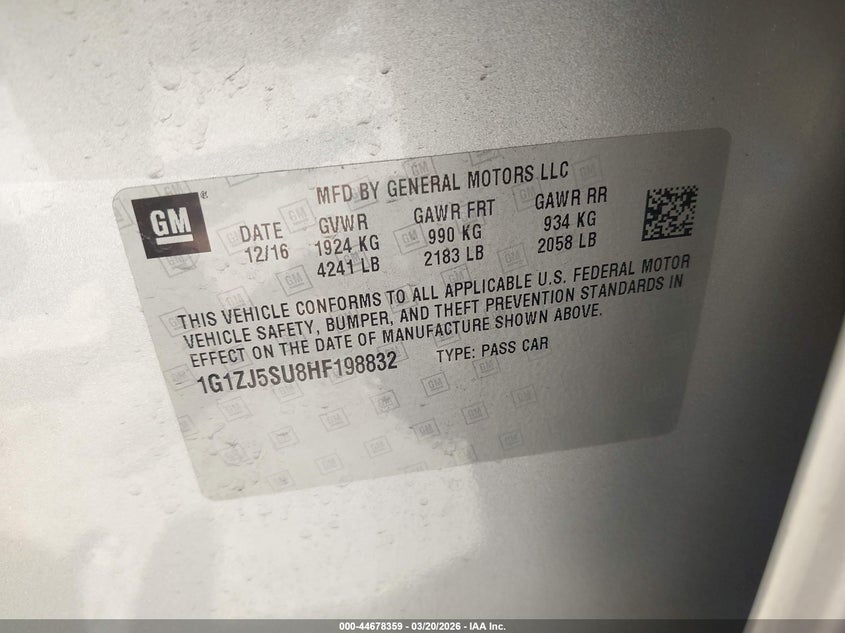 MFD BY GENERAL MOTORS LLC
GM ®
DATE GVWR GAWR FRT GAWR RR
12/16 1924 KG 990 KG 934 KG
4241 LB 2183 LB 2058 LB
THIS VEHICLE CONFORMS TO ALL APPLICABLE U.S. FEDERAL MOTOR
VEHICLE SAFETY, BUMPER, AND THEFT PREVENTION STANDARDS IN
EFFECT ON THE DATE OF MANUFACTURE SHOWN ABOVE.
1G1ZJ5SU8HF198832 TYPE: PASS CAR
000-44678359 — 03/20/2026 — IAA Inc.